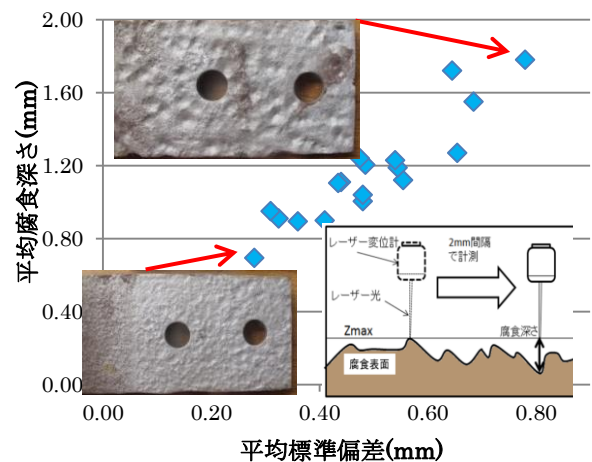 2.00
1.60
1.20
0.80
0.40
0.00
平均腐食深さ(mm)
0.00
0.20
0.40
0.60
0.80
平均標準偏差(mm)
レーザー変位計
2mm間隔
で計測
レーザー光
Zmax
腐食深さ
腐食表面